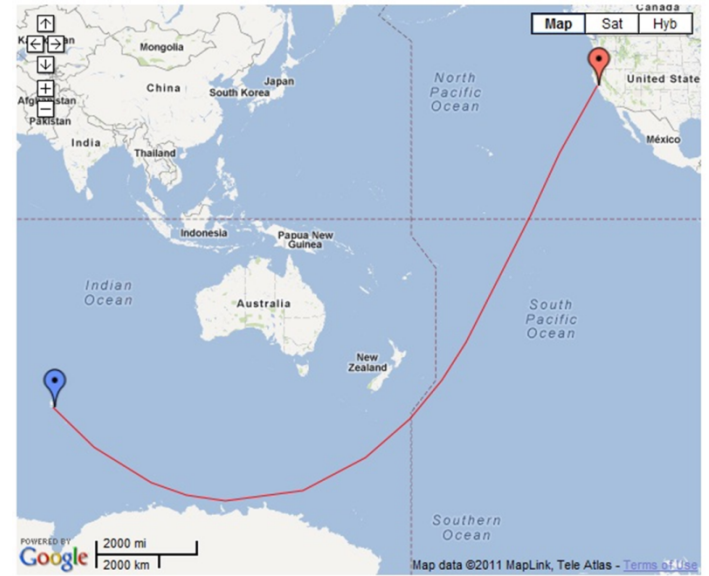 Canada
Map
Sat
Hyb
Mongolia
North
Pacific
Ocean
United State
Japan
China
South Korea
Afghanistan
Pakistan
México
India
Thailand
Indonesia
Papua New
Guinea
Indian
Ocean
Australia
South
Pacific
Ocean
New
Zealand
Southern
Ocean
POWERED BY
Google
2000 mi
2000 km
Map data ©2011 MapLink, Tele Atlas - Terms of Use